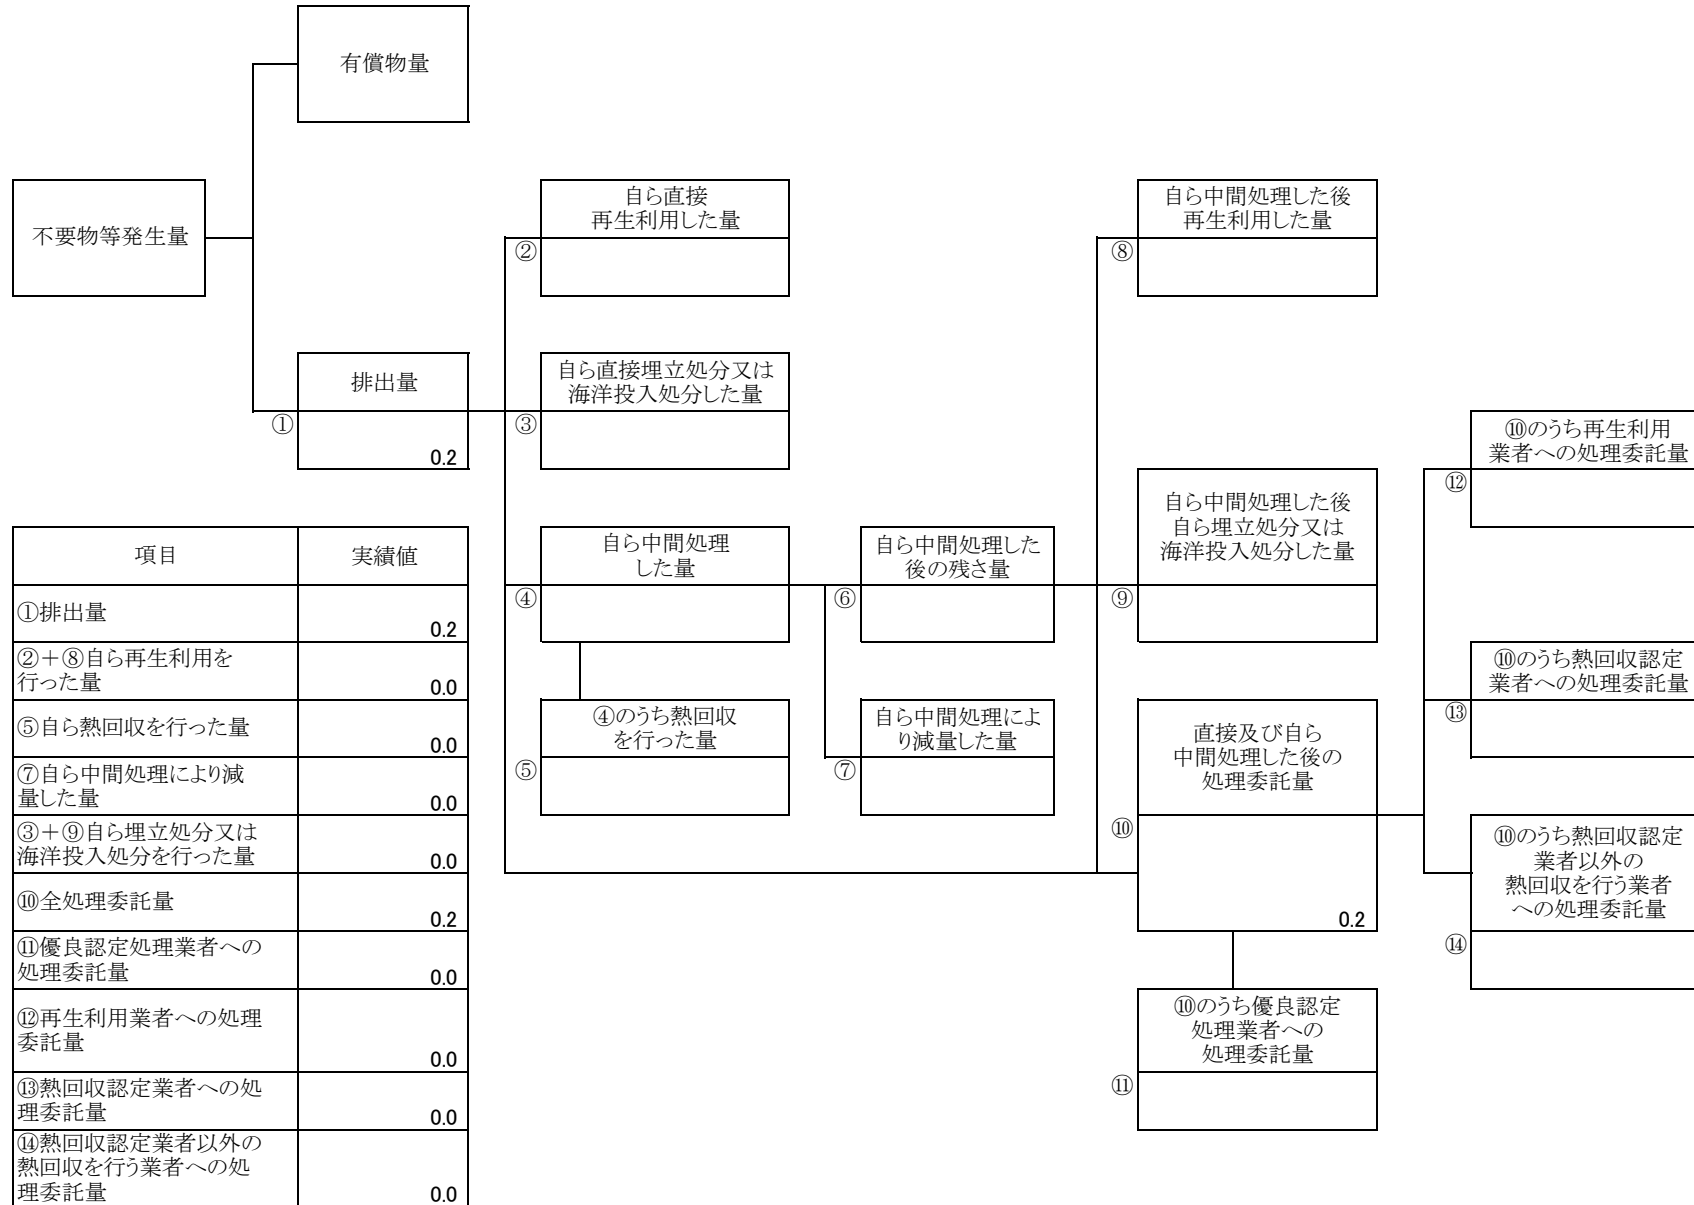 有償物量
不要物等発生量
自ら直接
再生利用した量
②
自ら中間処理した後
再生利用した量
⑧
排出量
①
0.2
自ら直接埋立処分又は
海洋投入処分した量
③
⑩のうち再生利用
業者への処理委託量
⑫
自ら中間処理した後
自ら埋立処分又は
海洋投入処分した量
⑨
自ら中間処理
した量
④
自ら中間処理した
後の残さ量
⑥
⑩のうち熱回収認定
業者への処理委託量
⑬
④のうち熱回収
を行った量
⑤
自ら中間処理によ
り減量した量
⑦
直接及び自ら
中間処理した後の
処理委託量
⑩
0.2
⑩のうち熱回収認定
業者以外の
熱回収を行う業者
への処理委託量
⑭
⑩のうち優良認定
処理業者への
処理委託量
⑪
項目 実績値
①排出量
0.2
②＋⑧自ら再生利用を
行った量
0.0
⑤自ら熱回収を行った量
0.0
⑦自ら中間処理により減
量した量
0.0
③＋⑨自ら埋立処分又は
海洋投入処分を行った量
0.0
⑩全処理委託量
0.2
⑪優良認定処理業者への
処理委託量
0.0
⑫再生利用業者への処理
委託量
0.0
⑬熱回収認定業者への処
理委託量
0.0
⑭熱回収認定業者以外の
熱回収を行う業者への処
理委託量
0.0